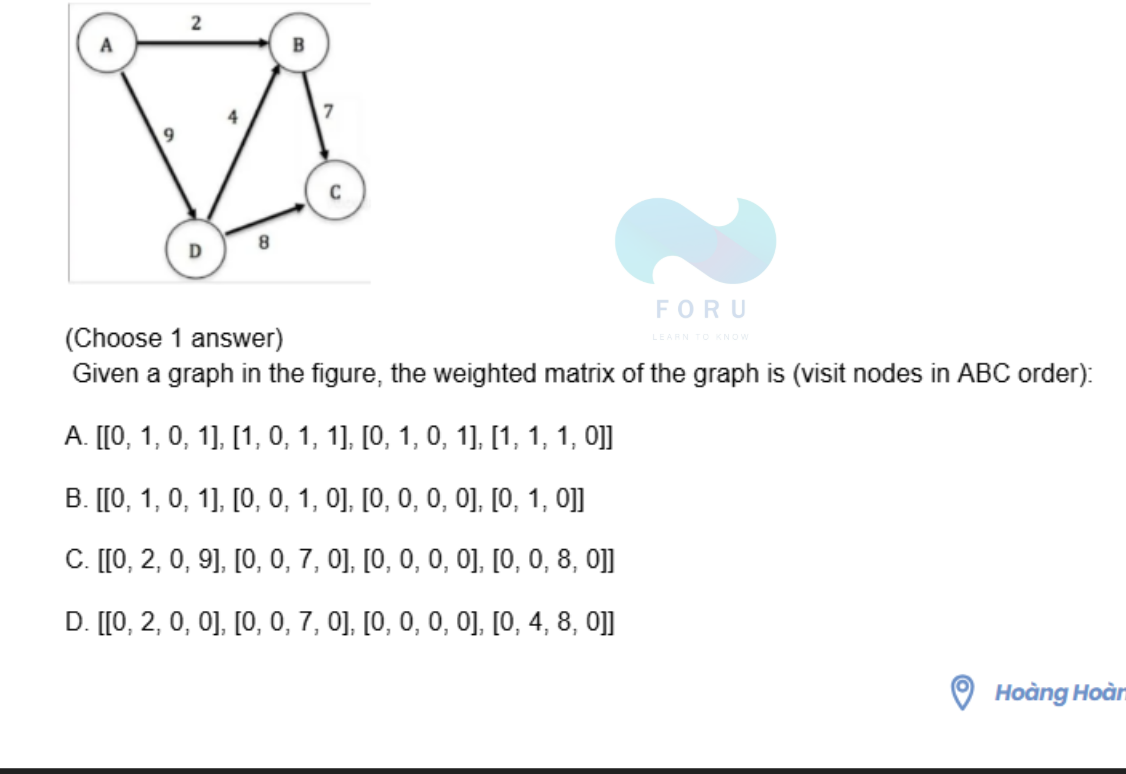 2
A
B
9
4
7
C
D
8
FORU
LEARN TO KNOW
(Choose 1 answer)
Given a graph in the figure, the weighted matrix of the graph is (visit nodes in ABC order):
A. [[0, 1, 0, 1], [1, 0, 1, 1], [0, 1, 0, 1], [1, 1, 1, 0]]
B. [[0, 1, 0, 1], [0, 0, 1, 0], [0, 0, 0, 0], [0, 1, 0]]
C. [[0, 2, 0, 9], [0, 0, 7, 0], [0, 0, 0, 0], [0, 0, 8, 0]]
D. [[0, 2, 0, 0], [0, 0, 7, 0], [0, 0, 0, 0], [0, 4, 8, 0]]
Hoàng